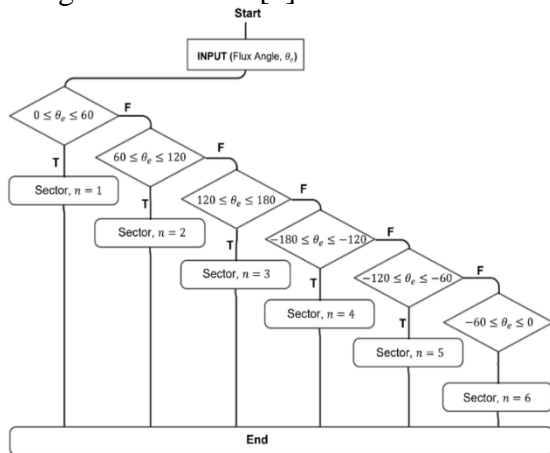 Start
INPUT (Flux Angle, θe)
0 ≤ θe ≤ 60
F
T
Sector, n = 1
60 ≤ θe ≤ 120
F
T
Sector, n = 2
120 ≤ θe ≤ 180
F
T
Sector, n = 3
−180 ≤ θe ≤ −120
F
T
Sector, n = 4
−120 ≤ θe ≤ −60
F
T
Sector, n = 5
−60 ≤ θe ≤ 0
Sector, n = 6
End